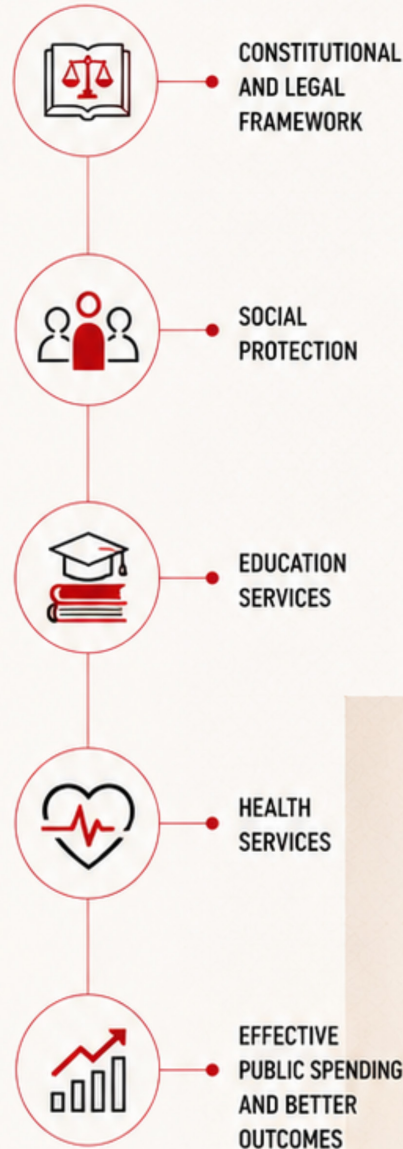 CONSTITUTIONAL
AND LEGAL
FRAMEWORK
SOCIAL
PROTECTION
EDUCATION
SERVICES
HEALTH
SERVICES
EFFECTIVE
PUBLIC SPENDING
AND BETTER
OUTCOMES